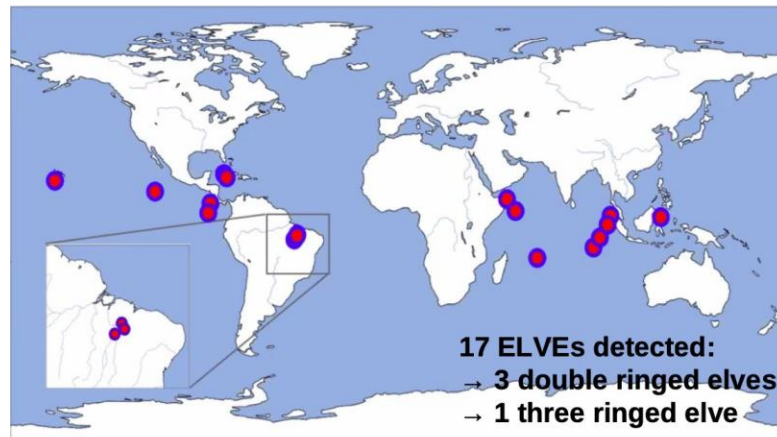 17 ELVEs detected:
→ 3 double ringed elves
→ 1 three ringed elve